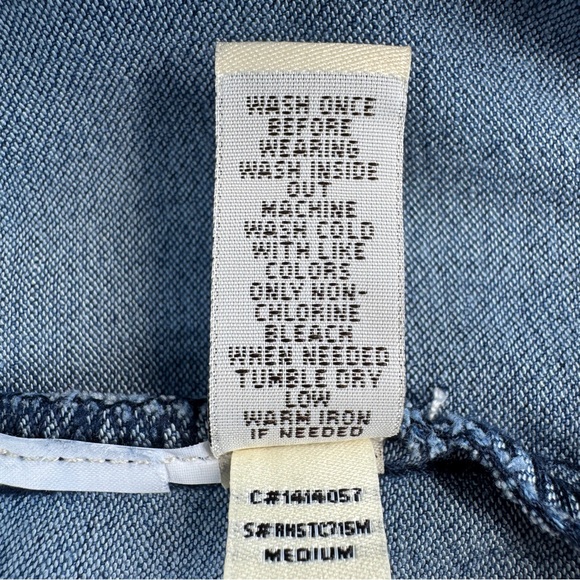 WASH ONCE
BEFORE
WEARING
WASH INSIDE
OUT
MACHINE
WASH COLD
WITH LIKE
COLORS
ONLY NON-
CHLORINE
BLEACH
WHEN NEEDED
TUMBLE DRY
LOW
WARM IRON
IF NEEDED
C#1414057
S#RH5TC715M
MEDIUM